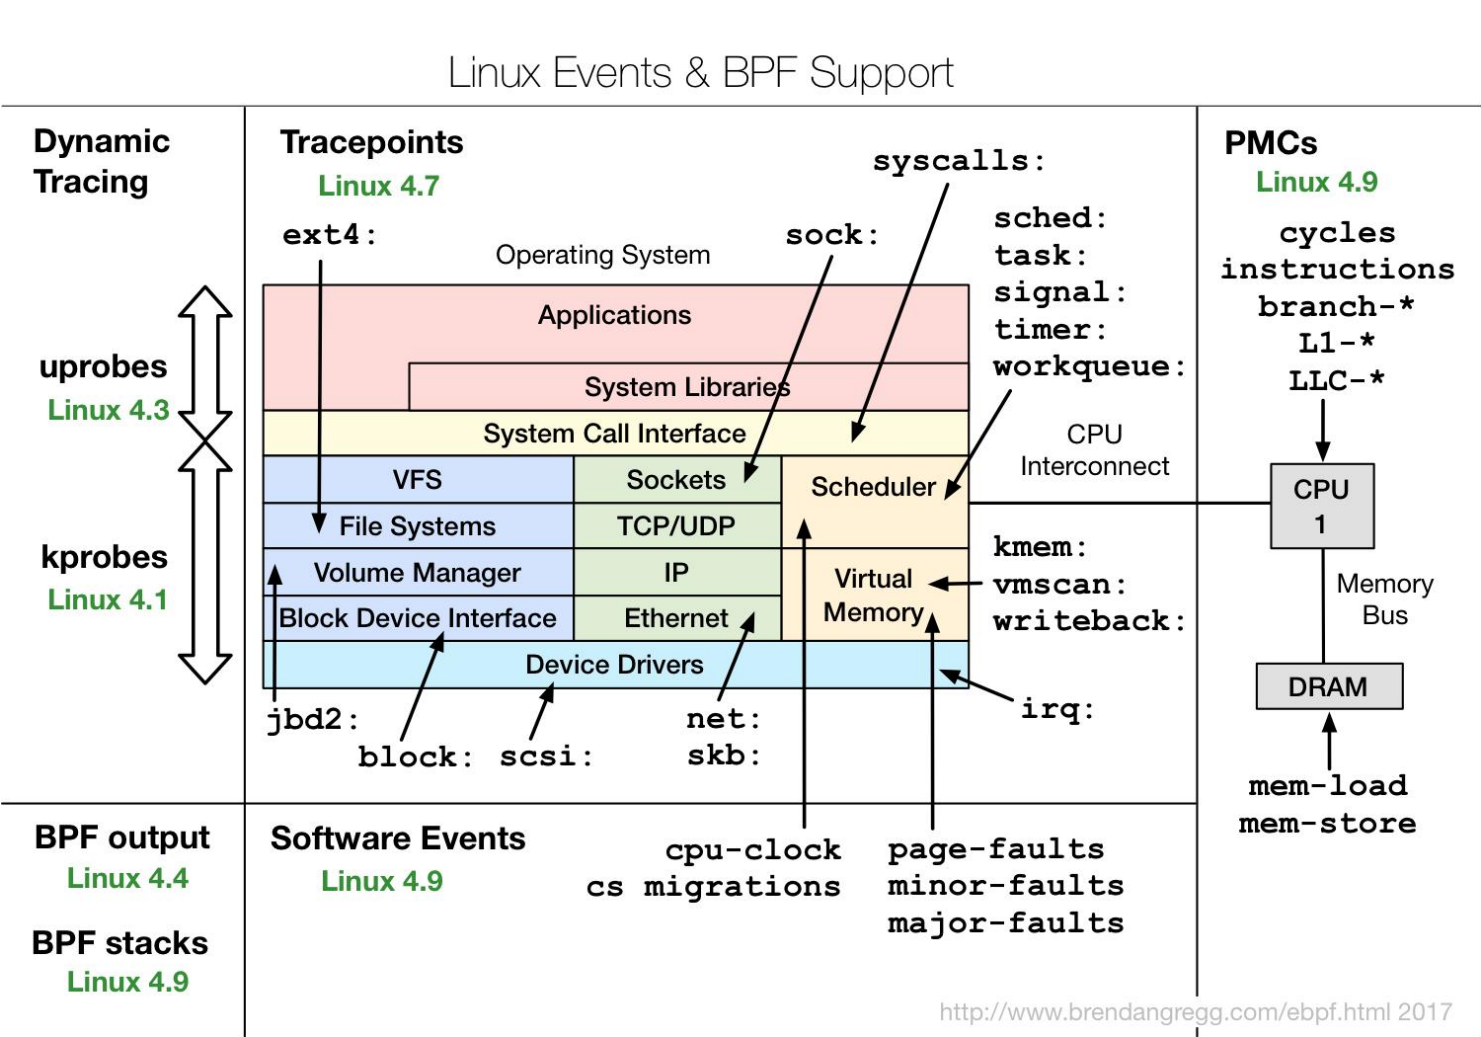 Linux Events & BPF Support
Dynamic
Tracing
uprobes
Linux 4.3
kprobes
Linux 4.1
BPF output
Linux 4.4
BPF stacks
Linux 4.9
Tracepoints
Linux 4.7
syscalls:
ext4:
Operating System
sock:
sched:
task:
signal:
timer:
workqueue:
Applications
System Libraries
System Call Interface
VFS
Sockets
Scheduler
File Systems
TCP/UDP
Volume Manager
IP
Virtual
Memory
Block Device Interface
Ethernet
Device Drivers
CPU
Interconnect
kmem:
vmscan:
writeback:
irq:
jbd2:
block:
scsi:
net:
skb:
Software Events
Linux 4.9
cpu-clock
cs migrations
page-faults
minor-faults
major-faults
PMCs
Linux 4.9
cycles
instructions
branch-*
L1-*
LLC-*
CPU
1
Memory
Bus
DRAM
mem-load
mem-store
http://www.brendangregg.com/ebpf.html 2017